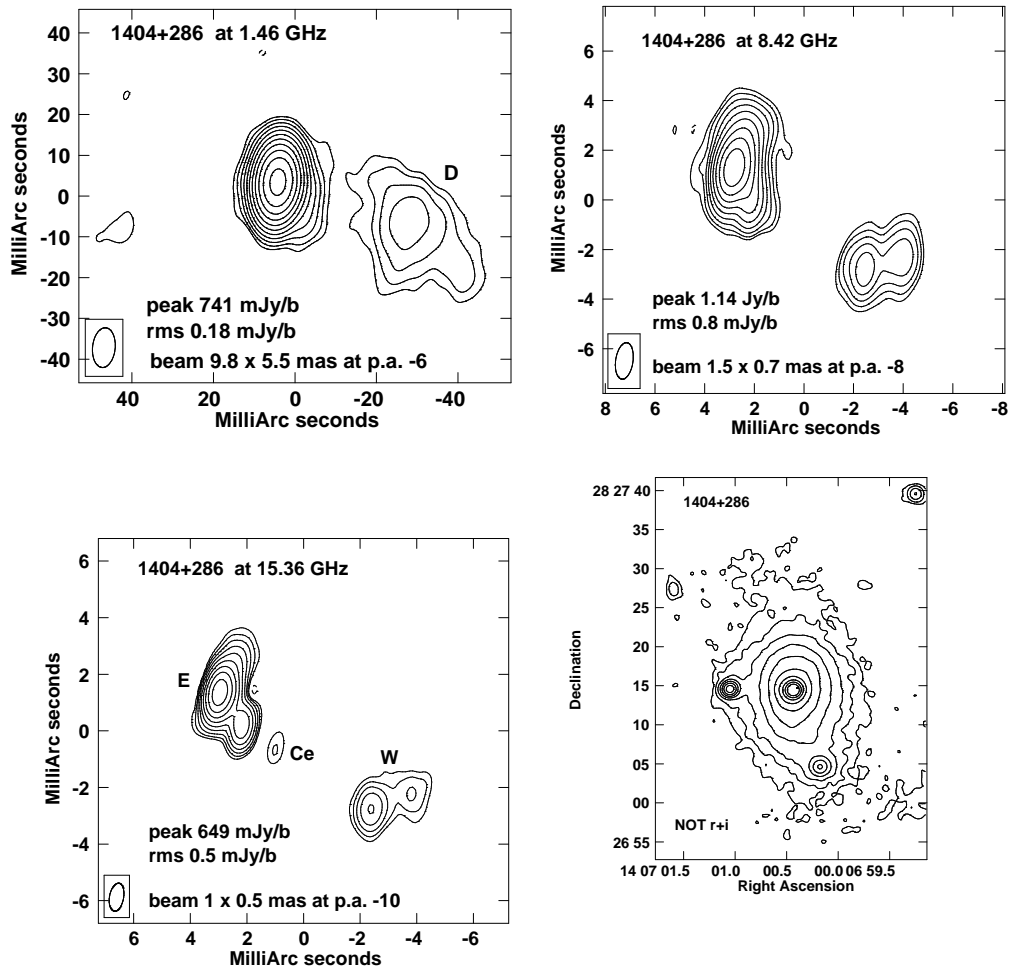 1404+286 at 1.46 GHz
40
20
30
10
20
0
10
-10
0
-20
-30
-40
D
peak 741 mJy/b
rms 0.18 mJy/b
beam 9.8 x 5.5 mas at p.a. -6
40 20 0 -20 -40
MilliArc seconds
MilliArc seconds
1404+286 at 8.42 GHz
6
4
2
0
-2
-4
-6
peak 1.14 Jy/b
rms 0.8 mJy/b
beam 1.5 x 0.7 mas at p.a. -8
8 6 4 2 0 -2 -4 -6 -8
MilliArc seconds
MilliArc seconds
1404+286 at 15.36 GHz
6
4
2
0
-2
-4
-6
E
Ce
W
peak 649 mJy/b
rms 0.5 mJy/b
beam 1 x 0.5 mas at p.a. -10
6 4 2 0 -2 -4 -6
MilliArc seconds
MilliArc seconds
1404+286
28 27 40
35
30
25
20
15
10
05
00
26 55
NOT r+i
14 07 01.5 01.0 00.5 00.0 06 59.5
Right Ascension
Declination